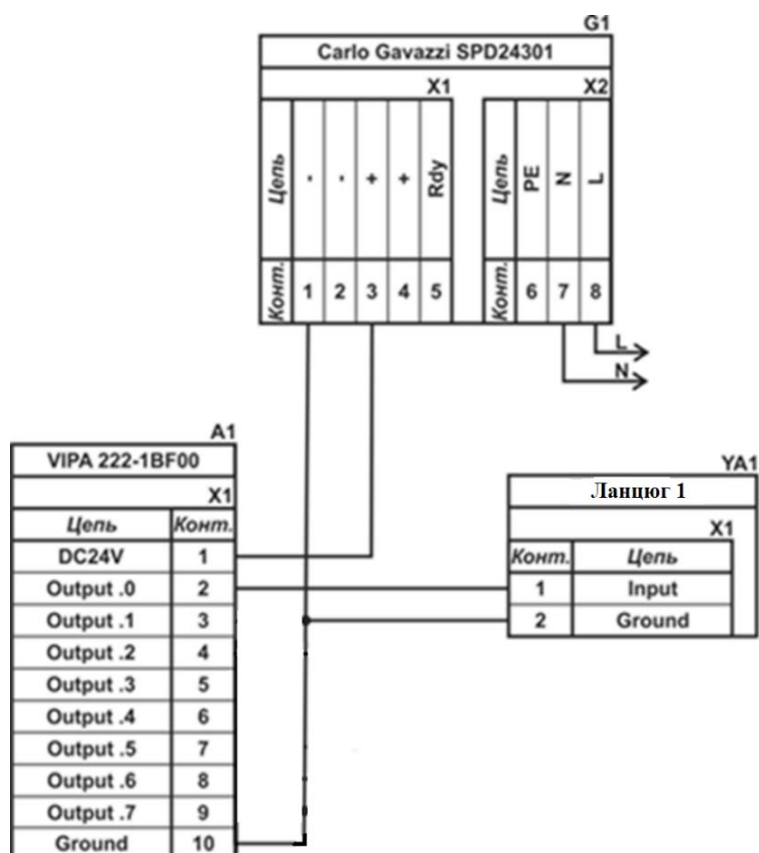 G1
Carlo Gavazzi SPD24301
X1 X2
Цепь - - + + Rdy Цепь PE N L
Конт. 1 2 3 4 5 Конт. 6 7 8
L
N
A1
VIPA 222-1BF00
X1
Цепь Конт.
DC24V 1
Output .0 2
Output .1 3
Output .2 4
Output .3 5
Output .4 6
Output .5 7
Output .6 8
Output .7 9
Ground 10
YA1
Ланцюг 1
X1
Конт. Цепь
1 Input
2 Ground